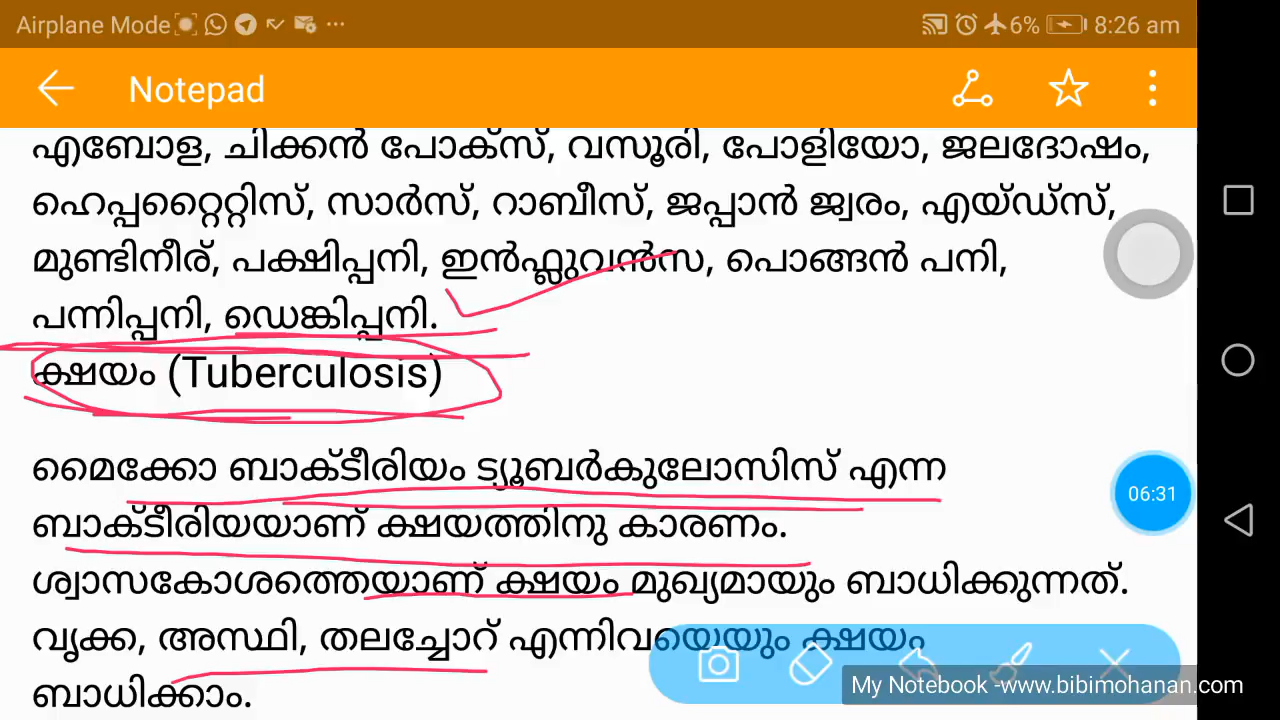 Airplane Mode ... 6% 8:26 am
Notepad
എബോള, ചിക്കൻ പോക്സ്, വസൂരി, പോളിയോ, ജലദോഷം,
ഹെപ്പറ്റൈറ്റിസ്, സാർസ്, റാബീസ്, ജപ്പാൻ ജ്വരം, എയ്ഡ്സ്,
മുണ്ടിനീര്, പക്ഷിപ്പനി, ഇൻഫ്ലുവൻസ, പൊങ്ങൻ പനി,
പന്നിപ്പനി, ഡെങ്കിപ്പനി.
ക്ഷയം (Tuberculosis)
മൈക്കോ ബാക്ടീരിയം ട്യൂബർകുലോസിസ് എന്ന
06:31
ബാക്ടീരിയയാണ് ക്ഷയത്തിനു കാരണം.
ശ്വാസകോശത്തെയാണ് ക്ഷയം മുഖ്യമായും ബാധിക്കുന്നത്.
വൃക്ക, അസ്ഥി, തലച്ചോറ് എന്നിവയെയും ക്ഷയം
ബാധിക്കാം.
My Notebook -www.bibimohanan.com